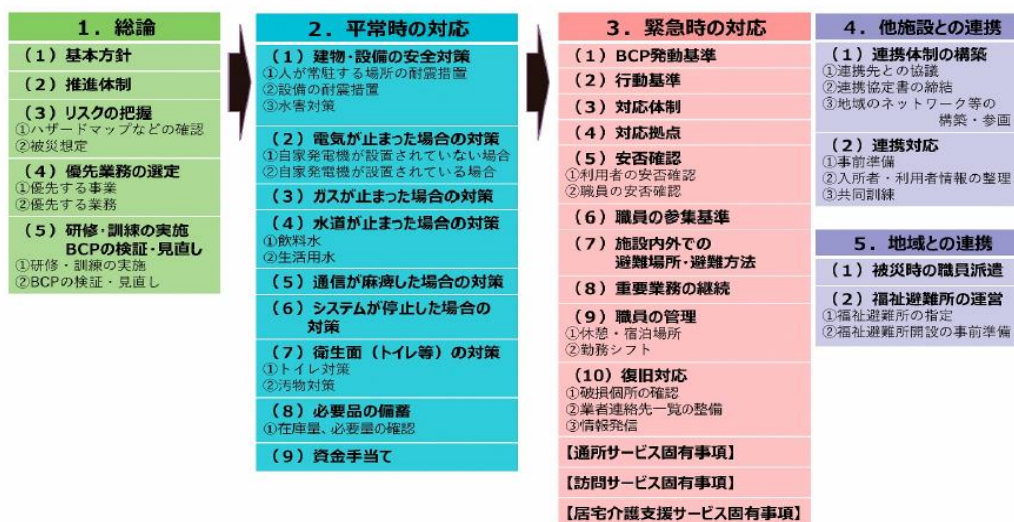 1．総論
（1）基本方針
（2）推進体制
（3）リスクの把握
①ハザードマップなどの確認
②被災想定
（4）優先業務の選定
①優先する事業
②優先する業務
（5）研修・訓練の実施
BCPの検証・見直し
①研修・訓練の実施
②BCPの検証・見直し
2．平常時の対応
（1）建物・設備の安全対策
①人が常駐する場所の耐震措置
②設備の耐震措置
③水害対策
（2）電気が止まった場合の対策
①自家発電機が設置されていない場合
②自家発電機が設置されている場合
（3）ガスが止まった場合の対策
（4）水道が止まった場合の対策
①飲料水
②生活用水
（5）通信が麻痺した場合の対策
（6）システムが停止した場合の
対策
（7）衛生面（トイレ等）の対策
①トイレ対策
②汚物対策
（8）必要品の備蓄
①在庫量、必要量の確認
（9）資金手当て
3．緊急時の対応
（1）BCP発動基準
（2）行動基準
（3）対応体制
（4）対応拠点
（5）安否確認
①利用者の安否確認
②職員の安否確認
（6）職員の参集基準
（7）施設内外での
避難場所・避難方法
（8）重要業務の継続
（9）職員の管理
①休憩・宿泊場所
②勤務シフト
（10）復旧対応
①破損個所の確認
②業者連絡先一覧の整備
③情報発信
【通所サービス固有事項】
【訪問サービス固有事項】
【居宅介護支援サービス固有事項】
4．他施設との連携
（1）連携体制の構築
①連携先との協議
②連携協定書の締結
③地域のネットワーク等の
構築・参画
（2）連携対応
①事前準備
②入所者・利用者情報の整理
③共同訓練
5．地域との連携
（1）被災時の職員派遣
（2）福祉避難所の運営
①福祉避難所の指定
②福祉避難所開設の事前準備